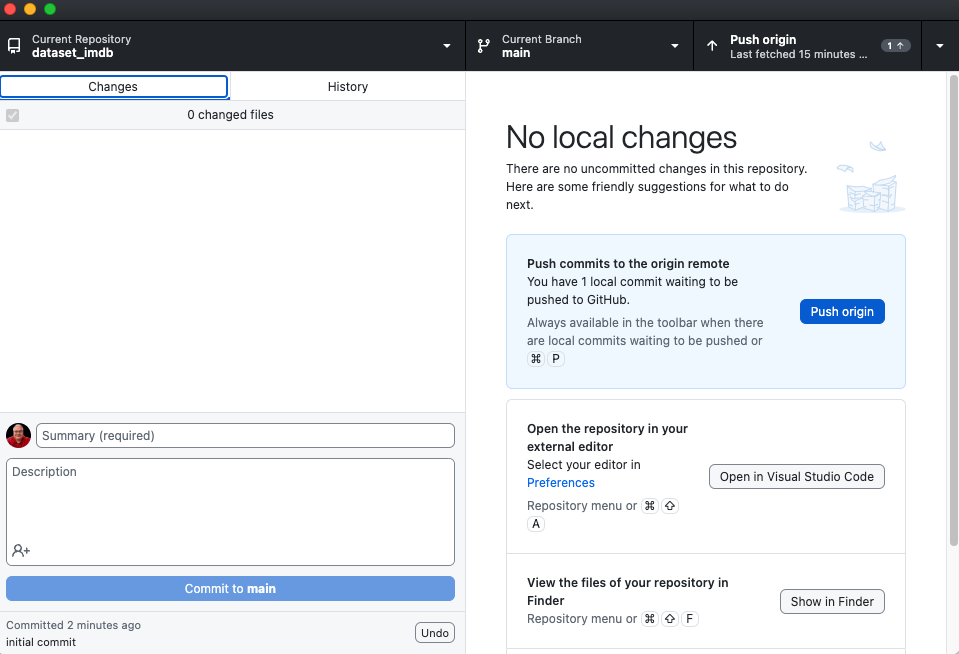 Current Repository
dataset_imdb
Current Branch
main
Push origin
Last fetched 15 minutes ...
1 ↑
Changes
History
0 changed files
No local changes
There are no uncommitted changes in this repository.
Here are some friendly suggestions for what to do
next.
Push commits to the origin remote
You have 1 local commit waiting to be
pushed to GitHub.
Always available in the toolbar when there
are local commits waiting to be pushed or
⌘ P
Push origin
Open the repository in your
external editor
Select your editor in
Preferences
Repository menu or ⌘ ⇧
A
Open in Visual Studio Code
View the files of your repository in
Finder
Repository menu or ⌘ ⇧ F
Show in Finder
Summary (required)
Description
Commit to main
Committed 2 minutes ago
initial commit
Undo